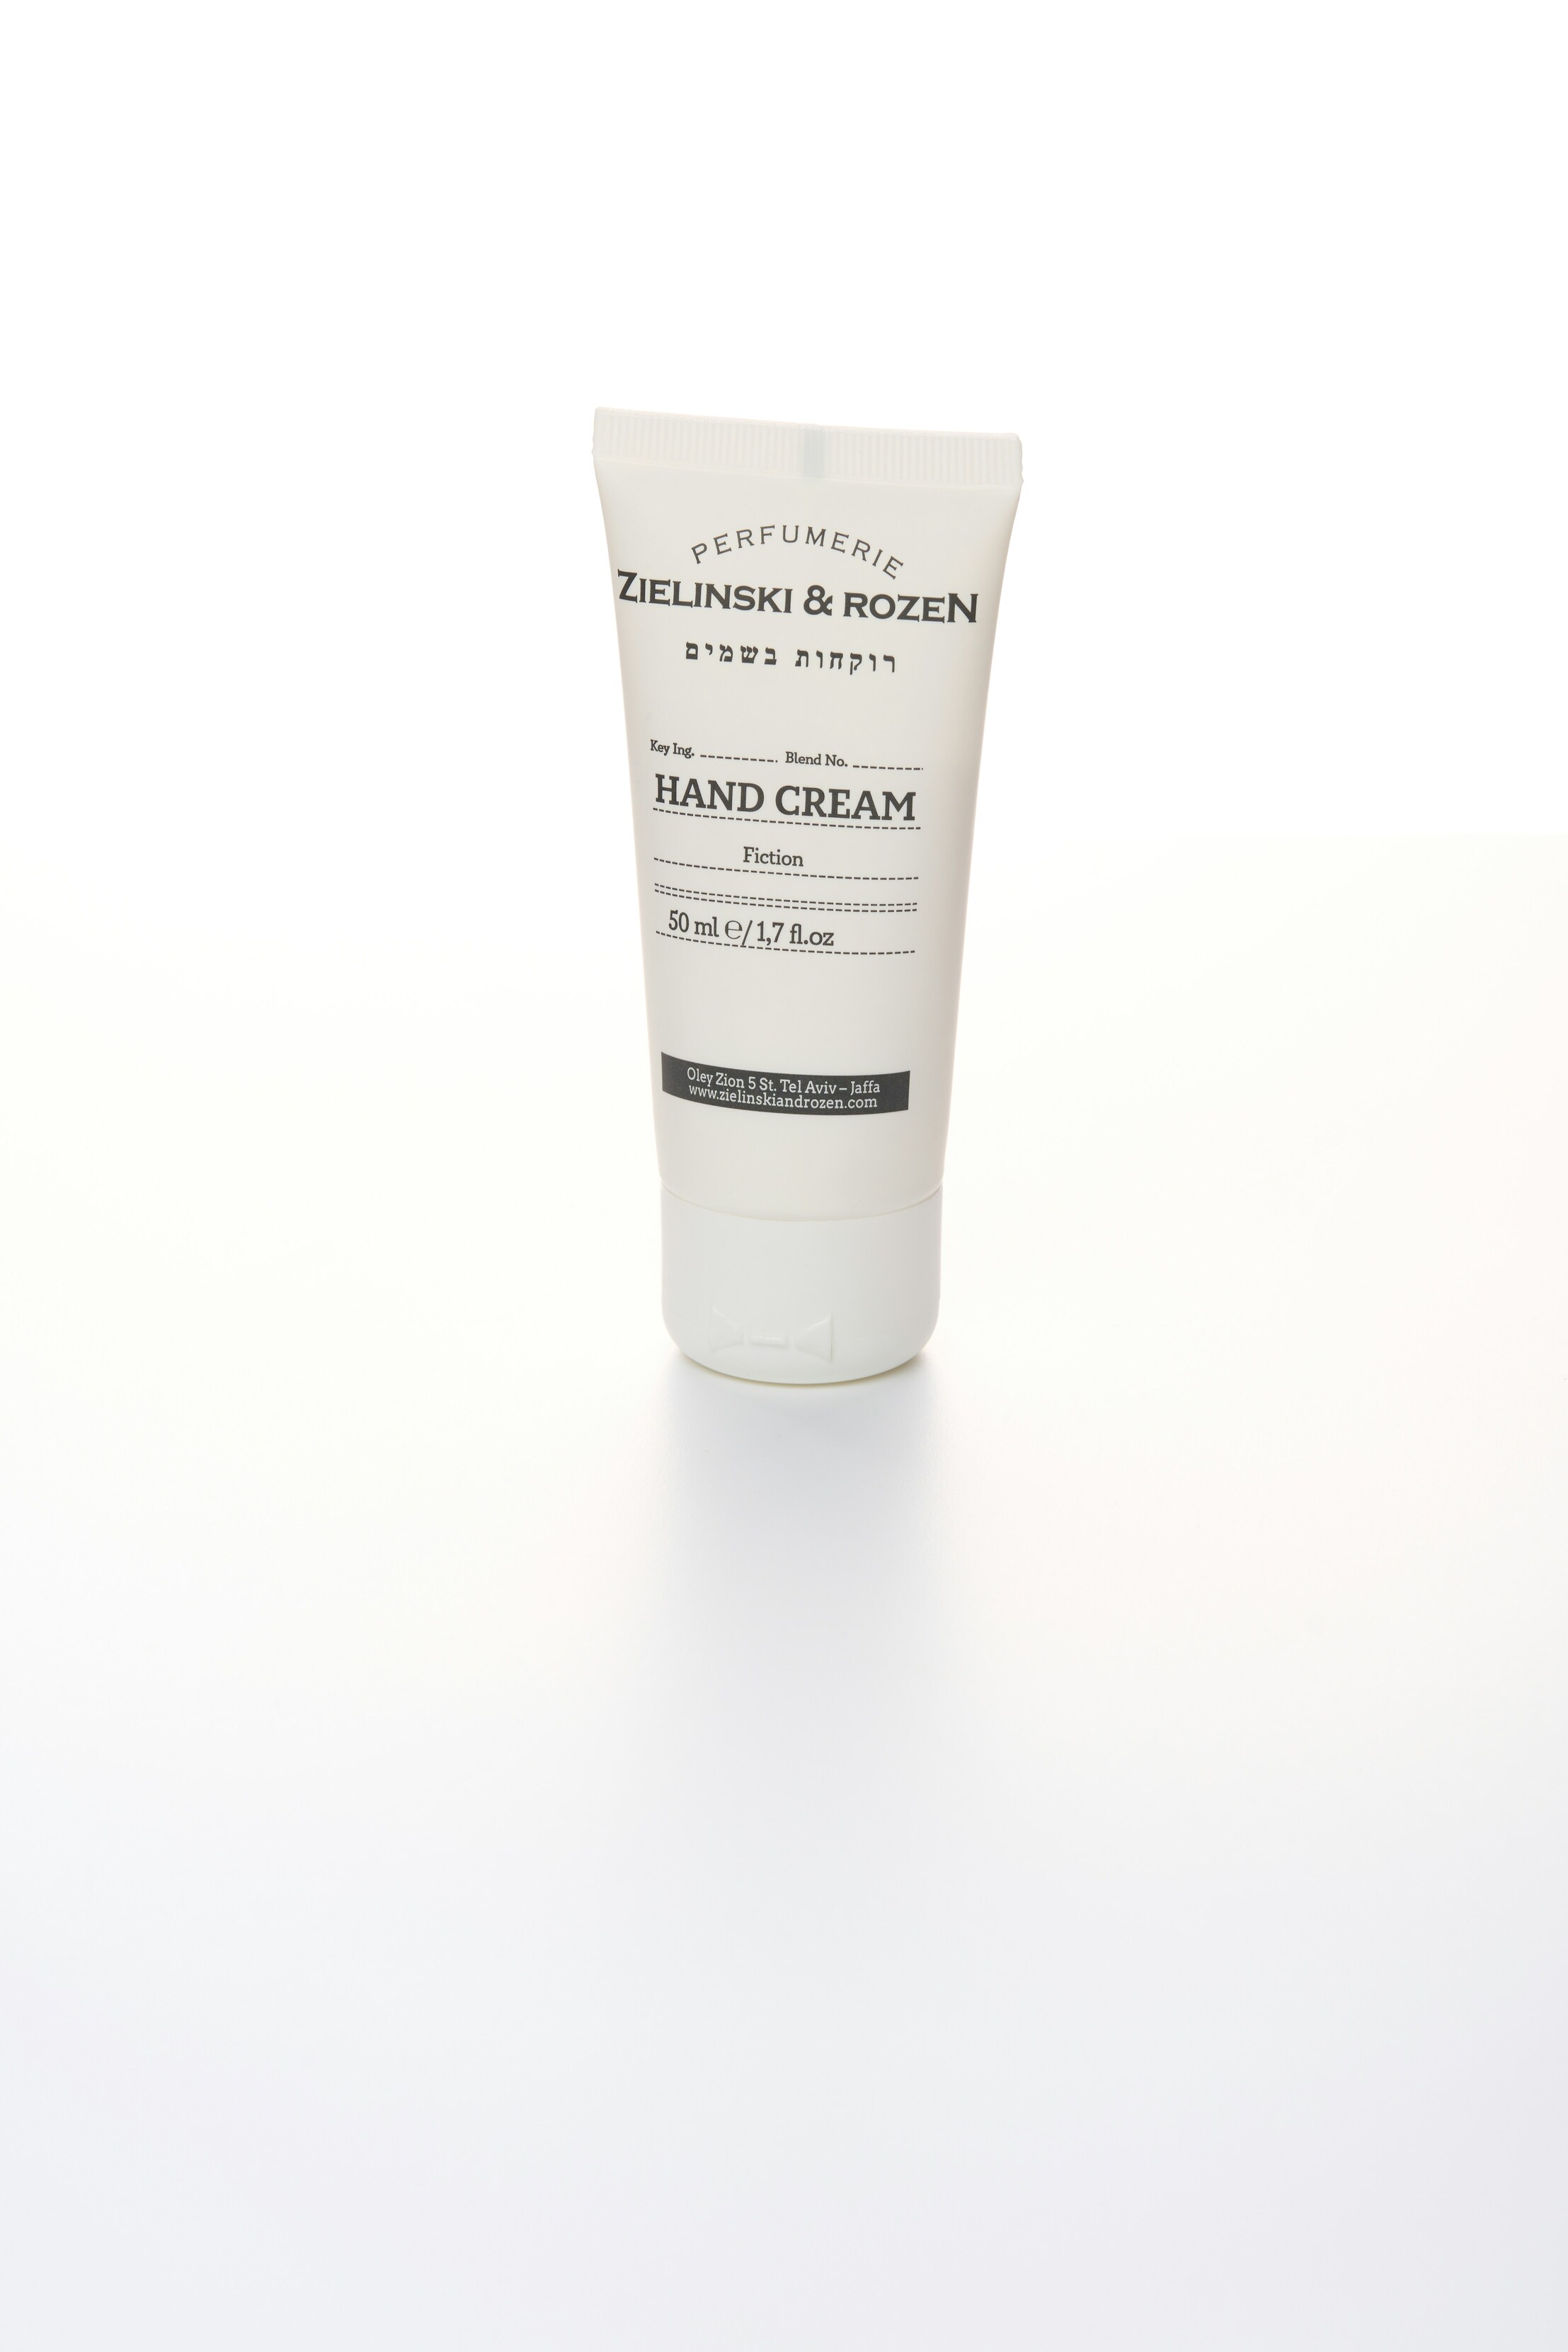 PERFUMERIE
ZIELINSKI & ROZEN
רוקחות בשמים
Key Ing. Blend No.
HAND CREAM
Fiction
50 ml ℮/ 1,7 fl.oz
Oley Zion 5 St. Tel Aviv – Jaffa
www.zielinskiandrozen.com